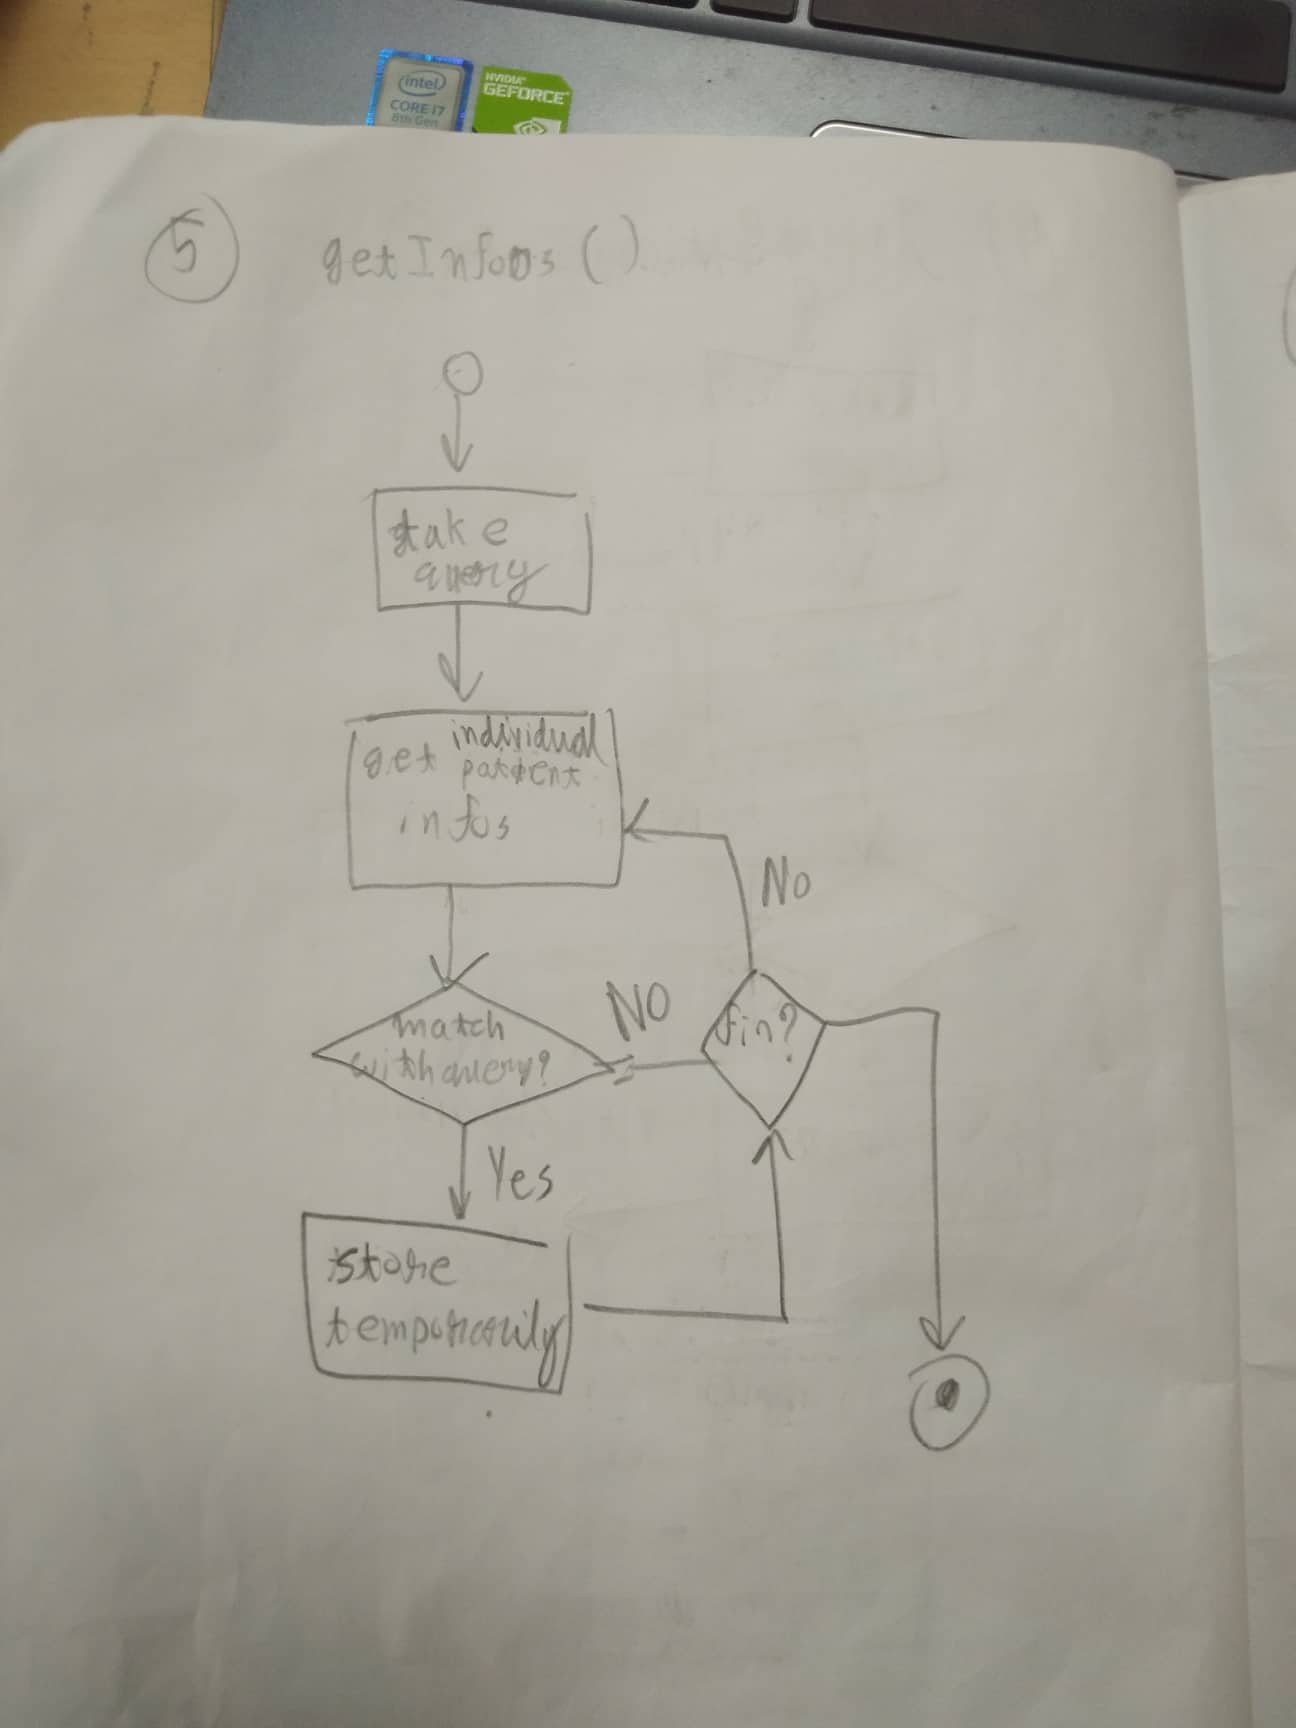 intel
CORE i7
8th Gen
NVIDIA
GEFORCE
5
getInfos()
take
query
get individual
patient
infos
No
match
with query?
NO
fin?
Yes
store
temporarily